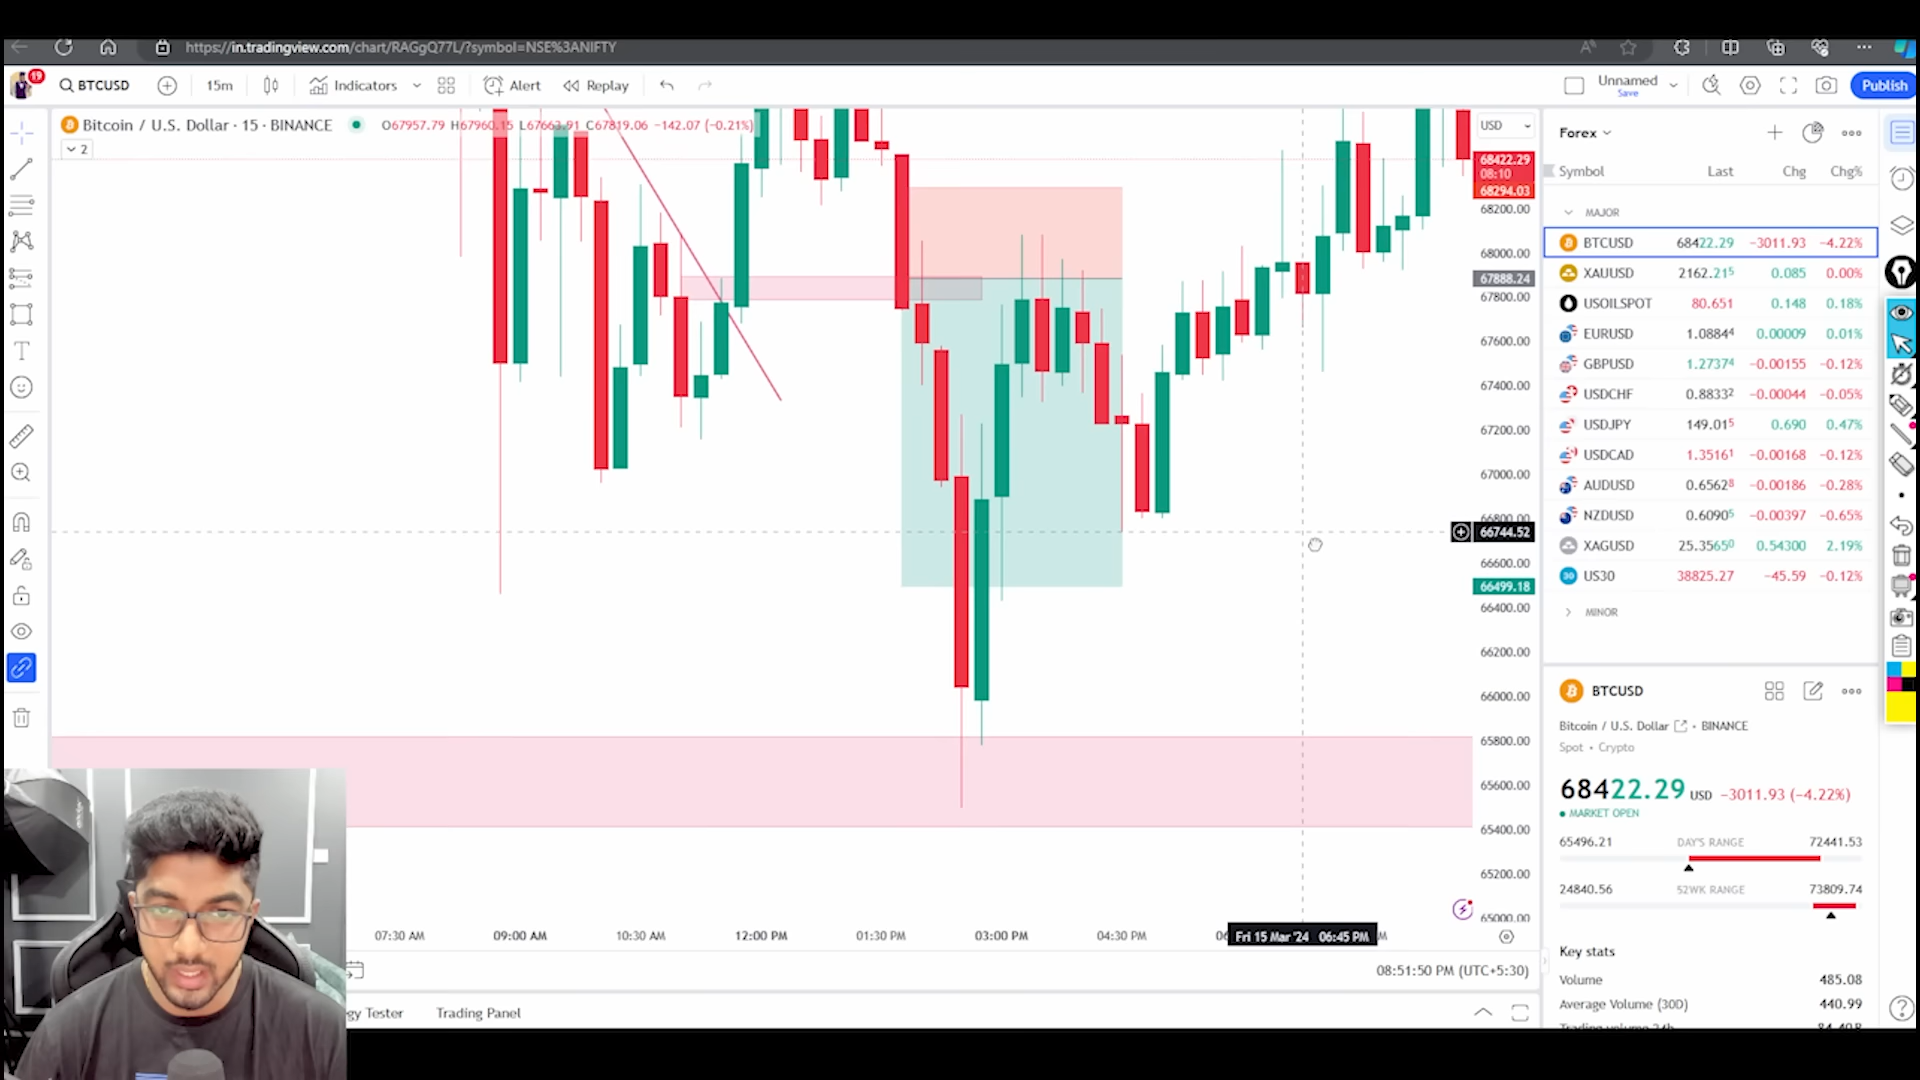 https://in.tradingview.com/chart/RAGgQ77L/?symbol=NSE%3ANIFTY
19
BTCUSD
15m
Indicators
Alert
Replay
Unnamed
Save
Publish
Bitcoin / U.S. Dollar · 15 · BINANCE
O67957.79 H67960.15 L67663.91 C67819.06 −142.07 (−0.21%)
2
USD
68422.29
08:10
68294.03
68200.00
68000.00
67888.24
67800.00
67600.00
67400.00
67200.00
67000.00
66800.00
66744.52
66600.00
66499.18
66400.00
66200.00
66000.00
65800.00
65600.00
65400.00
65200.00
65000.00
07:30 AM
09:00 AM
10:30 AM
12:00 PM
01:30 PM
03:00 PM
04:30 PM
Fri 15 Mar '24 06:45 PM
08:51:50 PM (UTC+5:30)
gy Tester
Trading Panel
Forex
Symbol Last Chg Chg%
MAJOR
BTCUSD 68422.29 −3011.93 −4.22%
XAUUSD 2162.215 0.085 0.00%
USOILSPOT 80.651 0.148 0.18%
EURUSD 1.08844 0.00009 0.01%
GBPUSD 1.27374 −0.00155 −0.12%
USDCHF 0.88332 −0.00044 −0.05%
USDJPY 149.015 0.690 0.47%
USDCAD 1.35161 −0.00168 −0.12%
AUDUSD 0.65628 −0.00186 −0.28%
NZDUSD 0.60905 −0.00397 −0.65%
XAGUSD 25.35650 0.54300 2.19%
30 US30 38825.27 −45.59 −0.12%
MINOR
BTCUSD
Bitcoin / U.S. Dollar · BINANCE
Spot • Crypto
68422.29 USD −3011.93 (−4.22%)
MARKET OPEN
65496.21 DAY'S RANGE 72441.53
24840.56 52WK RANGE 73809.74
Key stats
Volume 485.08
Average Volume (30D) 440.99